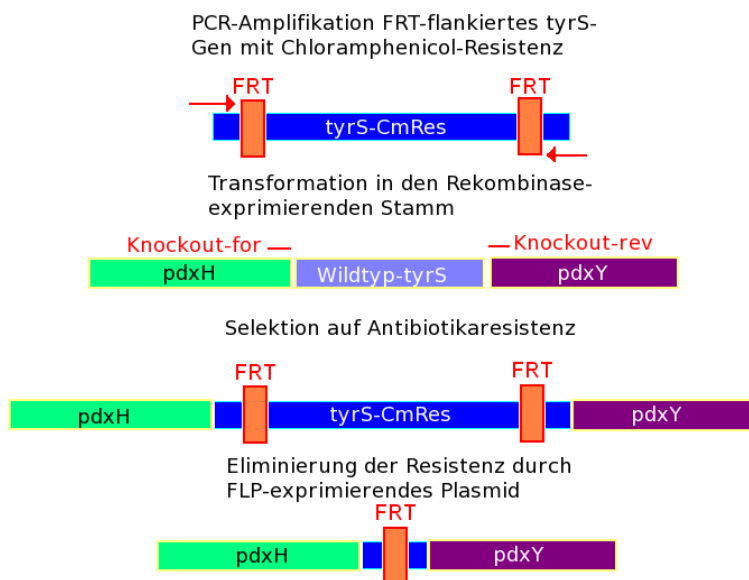 PCR-Amplifikation FRT-flankiertes tyrS-
Gen mit Chloramphenicol-Resistenz
FRT FRT
tyrS-CmRes
Transformation in den Rekombinase-
exprimierenden Stamm
Knockout-for Knockout-rev
pdxH Wildtyp-tyrS pdxY
Selektion auf Antibiotikaresistenz
FRT FRT
pdxH tyrS-CmRes pdxY
Eliminierung der Resistenz durch
FLP-exprimierendes Plasmid
FRT
pdxH pdxY